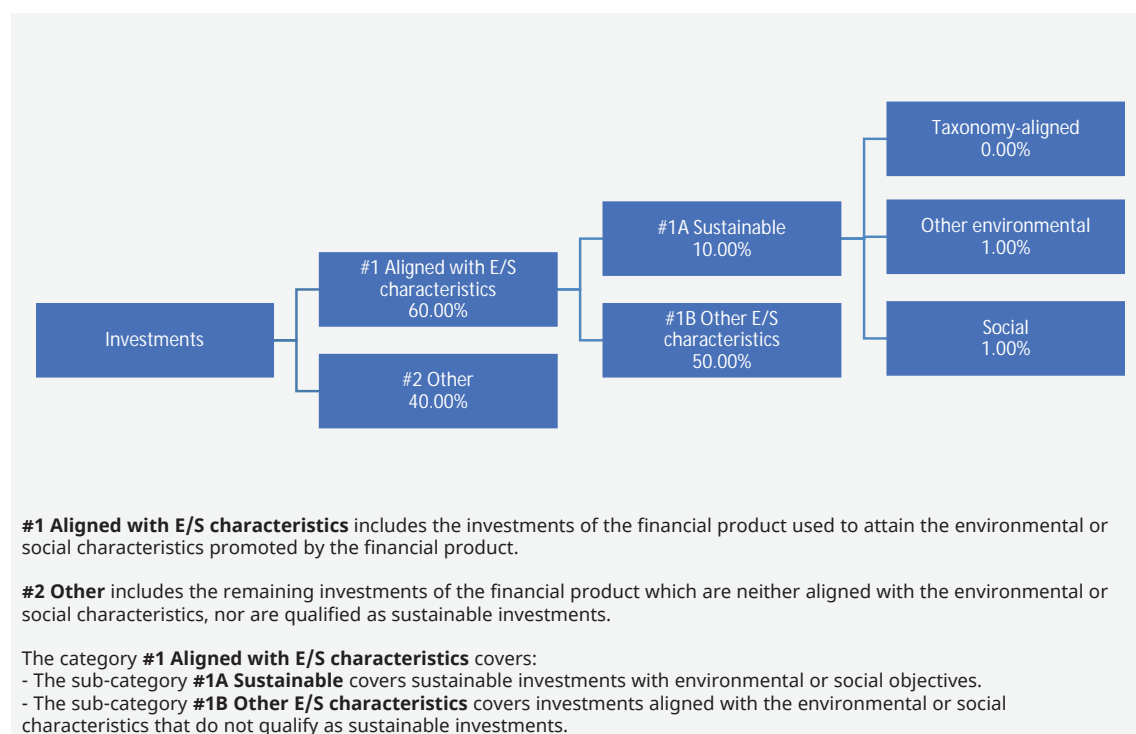 Investments
#1 Aligned with E/S
characteristics
60.00%
#2 Other
40.00%
#1A Sustainable
10.00%
#1B Other E/S
characteristics
50.00%
Taxonomy-aligned
0.00%
Other environmental
1.00%
Social
1.00%
#1 Aligned with E/S characteristics includes the investments of the financial product used to attain the environmental or
social characteristics promoted by the financial product.
#2 Other includes the remaining investments of the financial product which are neither aligned with the environmental or
social characteristics, nor are qualified as sustainable investments.
The category #1 Aligned with E/S characteristics covers:
- The sub-category #1A Sustainable covers sustainable investments with environmental or social objectives.
- The sub-category #1B Other E/S characteristics covers investments aligned with the environmental or social
characteristics that do not qualify as sustainable investments.